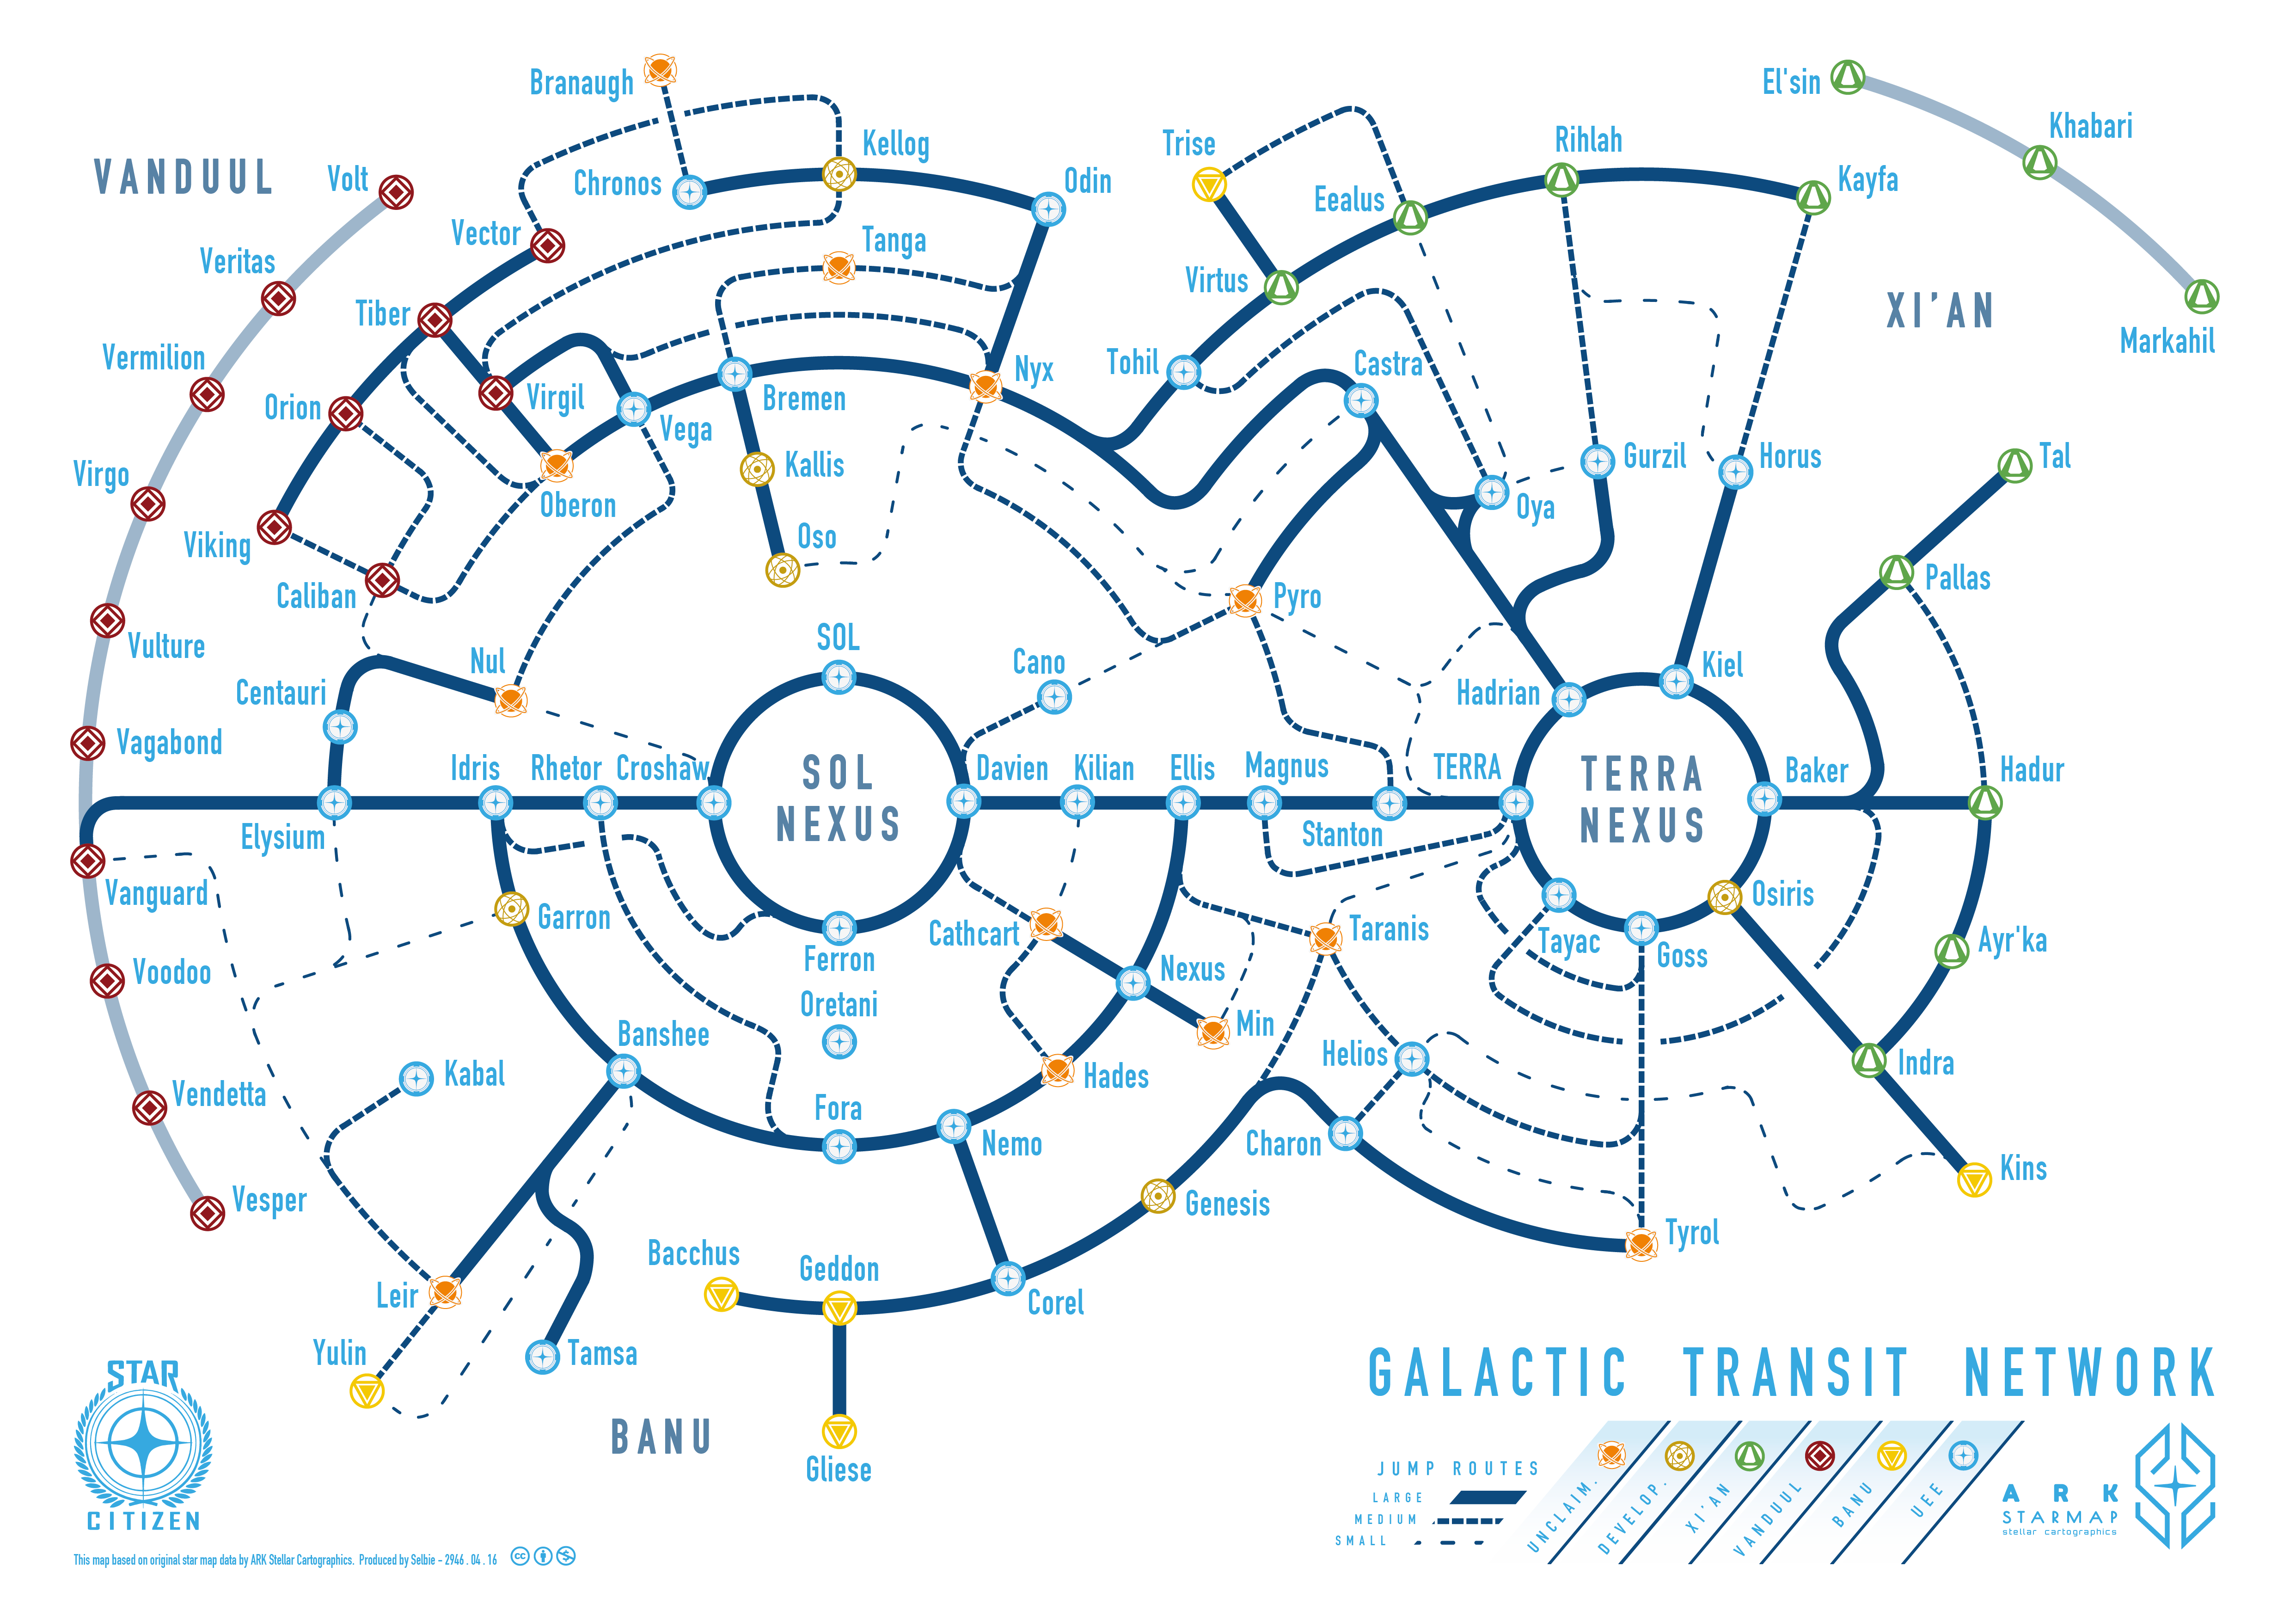 Branaugh
El'sin
Khabari
Rihlah
Kellog
Trise
VANDUUL
Volt
Chronos
Odin
Kayfa
Eealus
Vector
Tanga
Veritas
Virtus
XI'AN
Tiber
Markahil
Vermilion
Nyx
Tohil
Castra
Orion
Virgil
Bremen
Vega
Virgo
Kallis
Gurzil
Horus
Tal
Oberon
Oya
Viking
Oso
Caliban
Pyro
Pallas
Vulture
SOL
Nul
Cano
Kiel
Centauri
Hadrian
Vagabond
Idris
Rhetor
Croshaw
SOL
NEXUS
Davien
Kilian
Ellis
Magnus
TERRA
TERRA
NEXUS
Baker
Hadur
Elysium
Stanton
Vanguard
Garron
Cathcart
Taranis
Osiris
Tayac
Goss
Ayr'ka
Ferron
Voodoo
Nexus
Oretani
Banshee
Min
Kabal
Hades
Helios
Indra
Vendetta
Fora
Nemo
Charon
Kins
Vesper
Genesis
Tyrol
Bacchus
Geddon
Leir
Corel
Yulin
Tamsa
BANU
Gliese
GALACTIC TRANSIT NETWORK
JUMP ROUTES
LARGE
MEDIUM
SMALL
UNCLAIM.
DEVELOP.
XI'AN
VANDUUL
BANU
UEE
ARK
STARMAP
stellar cartographics
STAR
CITIZEN
This map based on original star map data by ARK Stellar Cartographics. Produced by Selbie - 2946 . 04 . 16
cc